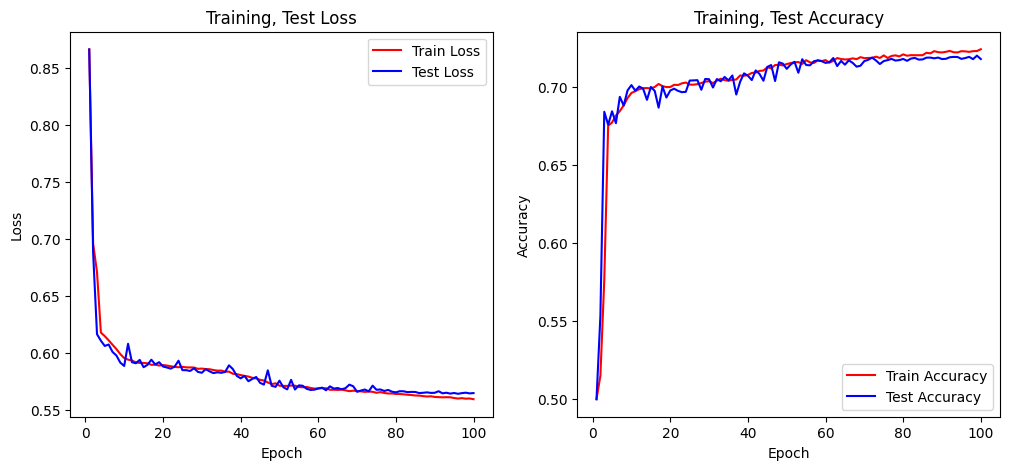 Training, Test Loss
Train Loss
Test Loss
0.85
0.80
0.75
0.70
0.65
0.60
0.55
Loss
0 20 40 60 80 100
Epoch
Training, Test Accuracy
0.70
0.65
0.60
0.55
0.50
Accuracy
Train Accuracy
Test Accuracy
0 20 40 60 80 100
Epoch